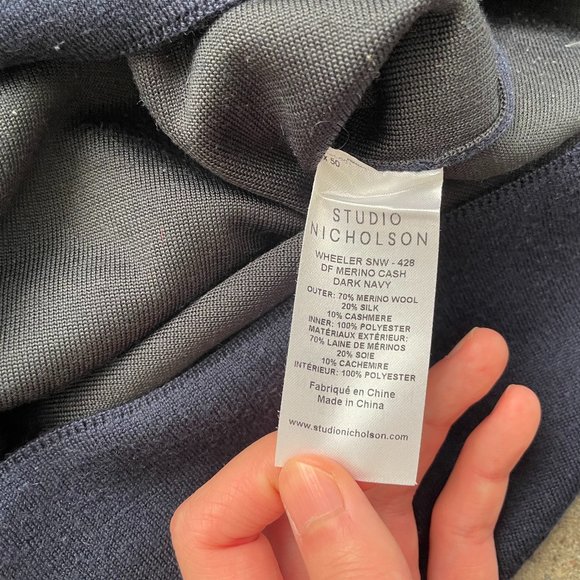 STUDIO
NICHOLSON
WHEELER SNW - 428
DF MERINO CASH
DARK NAVY
OUTER: 70% MERINO WOOL
20% SILK
10% CASHMERE
INNER: 100% POLYESTER
MATÉRIAUX EXTÉRIEUR:
70% LAINE DE MÉRINOS
20% SOIE
10% CACHEMIRE
INTÉRIEUR: 100% POLYESTER
Fabriqué en Chine
Made in China
www.studionicholson.com